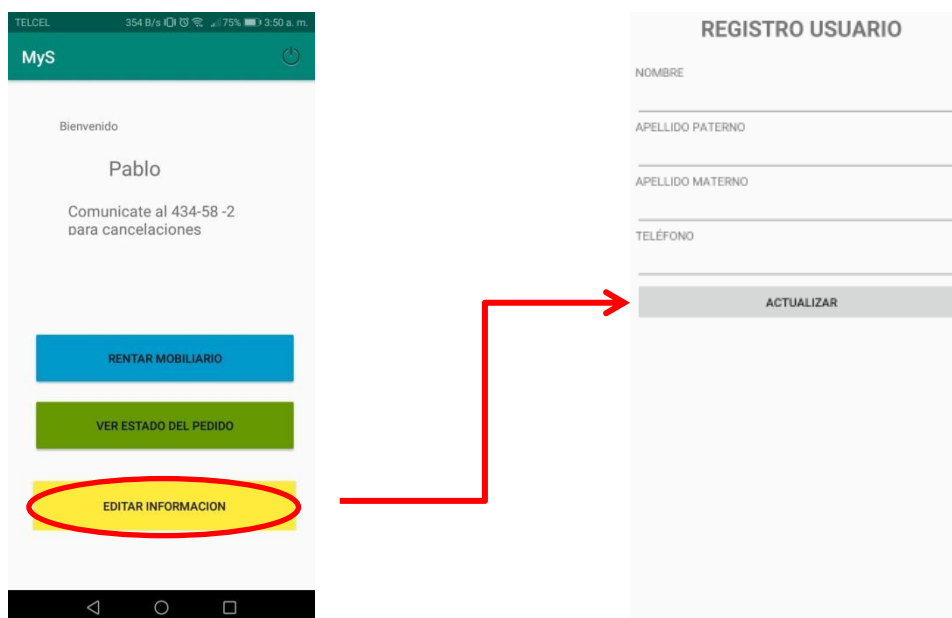 TELCEL 354 B/s 75% 3:50 a. m.
MyS
Bienvenido
Pablo
Comunicate al 434-58 -2
para cancelaciones
RENTAR MOBILIARIO
VER ESTADO DEL PEDIDO
EDITAR INFORMACION
REGISTRO USUARIO
NOMBRE
APELLIDO PATERNO
APELLIDO MATERNO
TELÉFONO
ACTUALIZAR